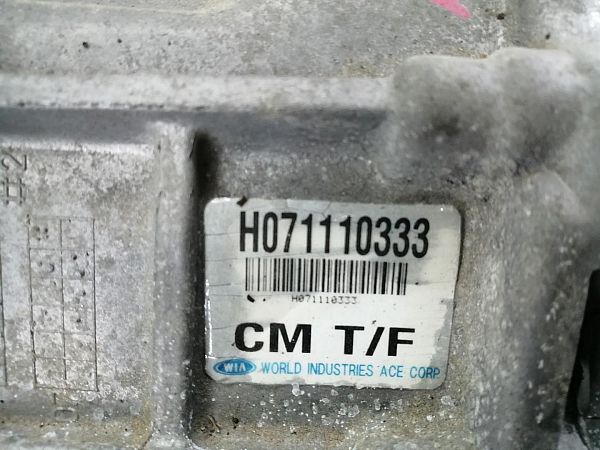 H071110333
H071110333
CM T/F
WIA WORLD INDUSTRIES ACE CORP